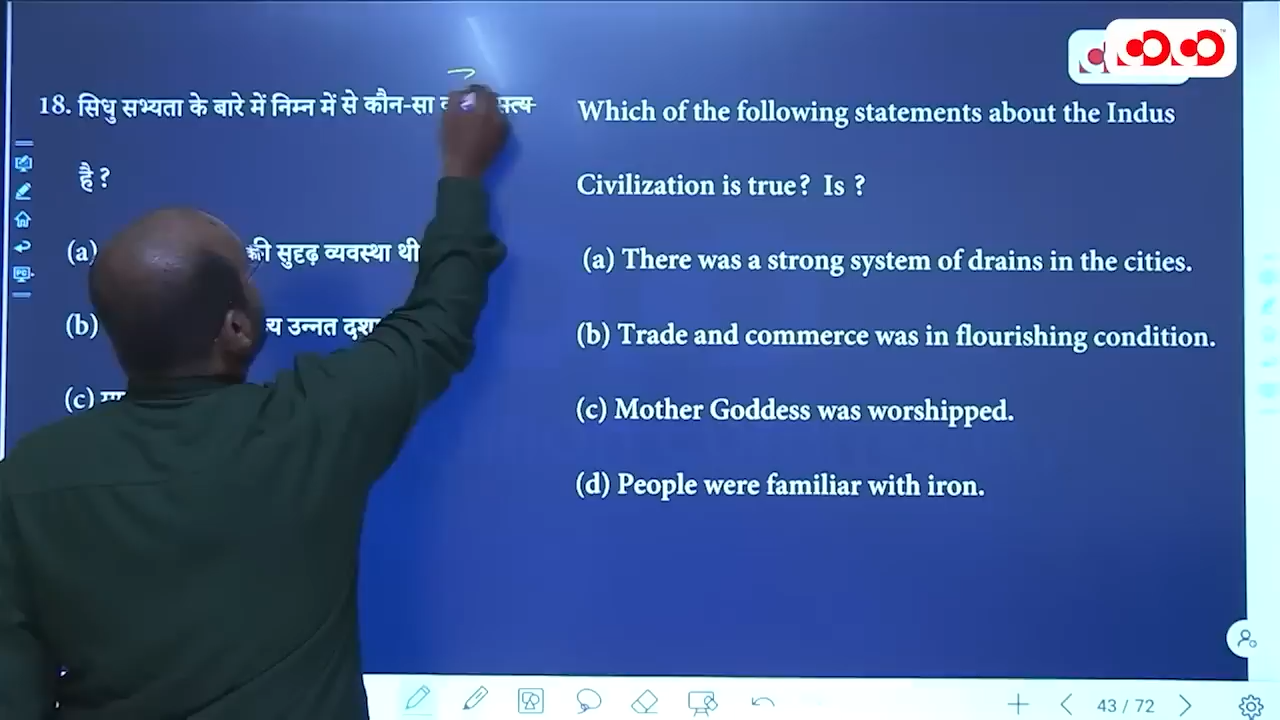 18. सिधु सभ्यता के बारे में निम्न में से कौन-सा
है ?
(a) की सुदृढ़ व्यवस्था थी
(b) उन्नत
(c)
Which of the following statements about the Indus
Civilization is true? Is ?
(a) There was a strong system of drains in the cities.
(b) Trade and commerce was in flourishing condition.
(c) Mother Goddess was worshipped.
(d) People were familiar with iron.
43 / 72